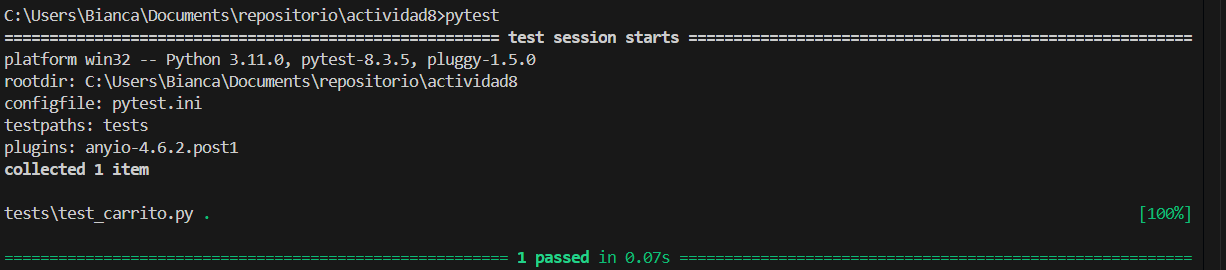 C:\Users\Bianca\Documents\repositorio\actividad8>pytest
======================================================= test session starts ========================================================
platform win32 -- Python 3.11.0, pytest-8.3.5, pluggy-1.5.0
rootdir: C:\Users\Bianca\Documents\repositorio\actividad8
configfile: pytest.ini
testpaths: tests
plugins: anyio-4.6.2.post1
collected 1 item
tests\test_carrito.py . [100%]
======================================================== 1 passed in 0.07s =========================================================